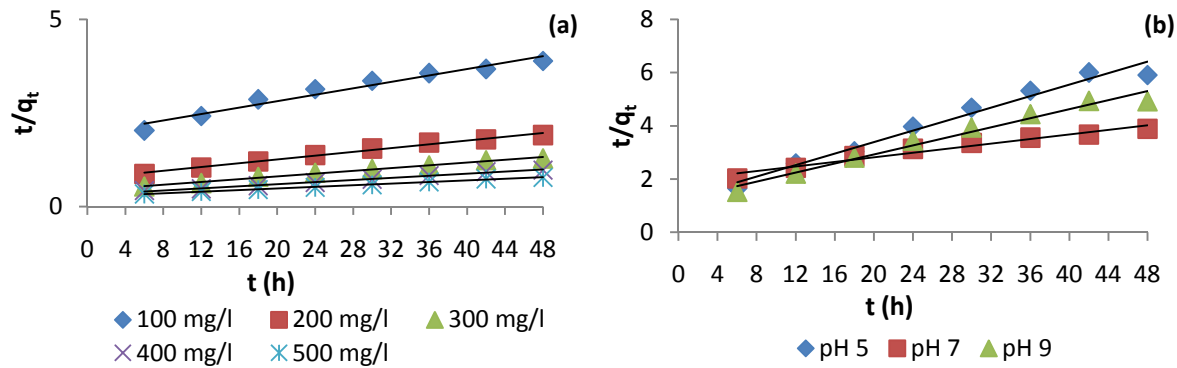 (a)
5
0
t/qt
0 4 8 12 16 20 24 28 32 36 40 44 48
t (h)
100 mg/l 200 mg/l 300 mg/l
400 mg/l 500 mg/l
(b)
8
6
4
2
0
t/qt
0 4 8 12 16 20 24 28 32 36 40 44 48
t (h)
pH 5 pH 7 pH 9